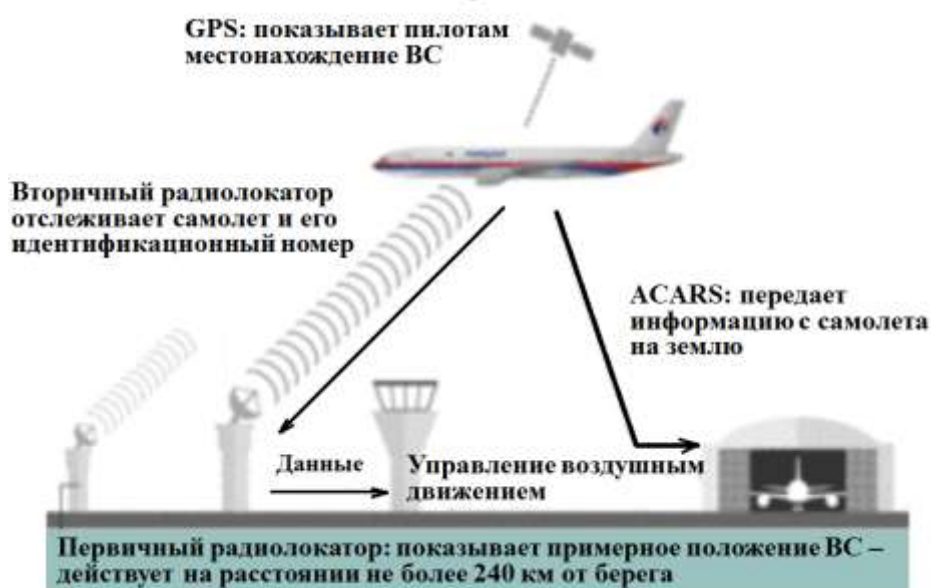 GPS: показывает пилотам
местонахождение ВС
Вторичный радиолокатор
отслеживает самолет и его
идентификационный номер
ACARS: передает
информацию с самолета
на землю
Данные
Управление воздушным
движением
Первичный радиолокатор: показывает примерное положение ВС –
действует на расстоянии не более 240 км от берега